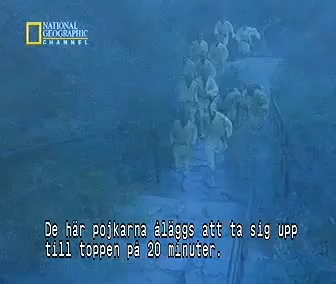 NATIONAL
GEOGRAPHIC
CHANNEL
De här pojkarna åläggs att ta sig upp
till toppen på 20 minuter.